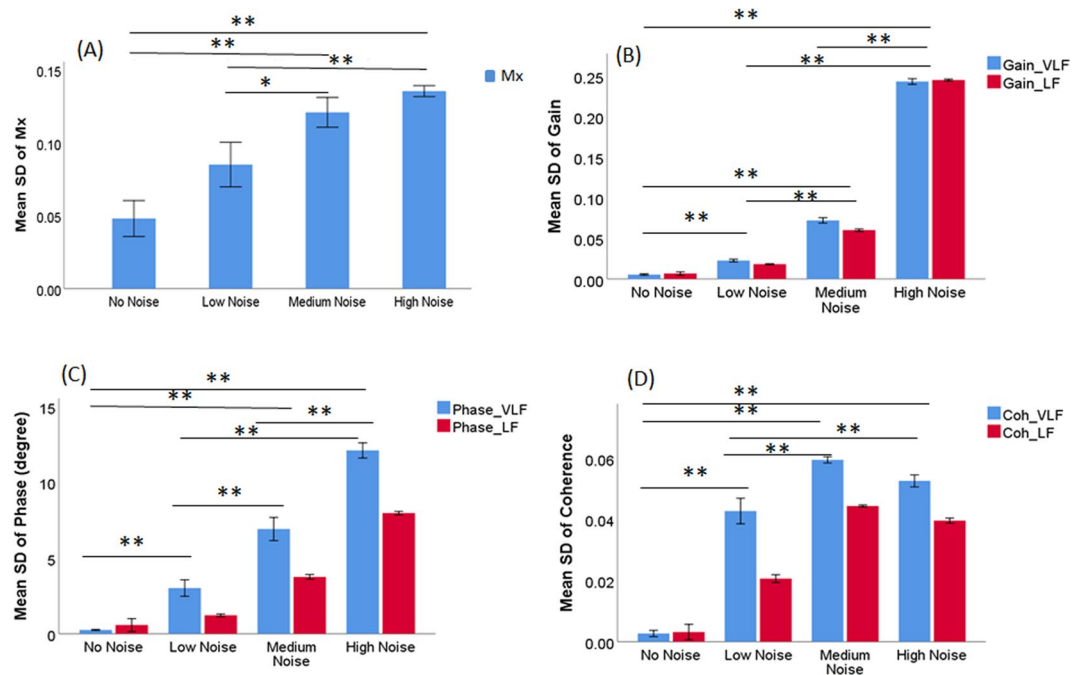 (A)
**
**
**
*
Mx
0.15
0.10
0.05
0.00
Mean SD of Mx
No Noise Low Noise Medium Noise High Noise
(B)
**
**
**
**
**
**
Gain_VLF
Gain_LF
0.25
0.20
0.15
0.10
0.05
0.00
Mean SD of Gain
No Noise Low Noise Medium Noise High Noise
(C)
**
**
**
**
**
**
Phase_VLF
Phase_LF
15
10
5
0
Mean SD of Phase (degree)
No Noise Low Noise Medium Noise High Noise
(D)
**
**
**
**
**
Coh_VLF
Coh_LF
0.06
0.04
0.02
0.00
Mean SD of Coherence
No Noise Low Noise Medium Noise High Noise